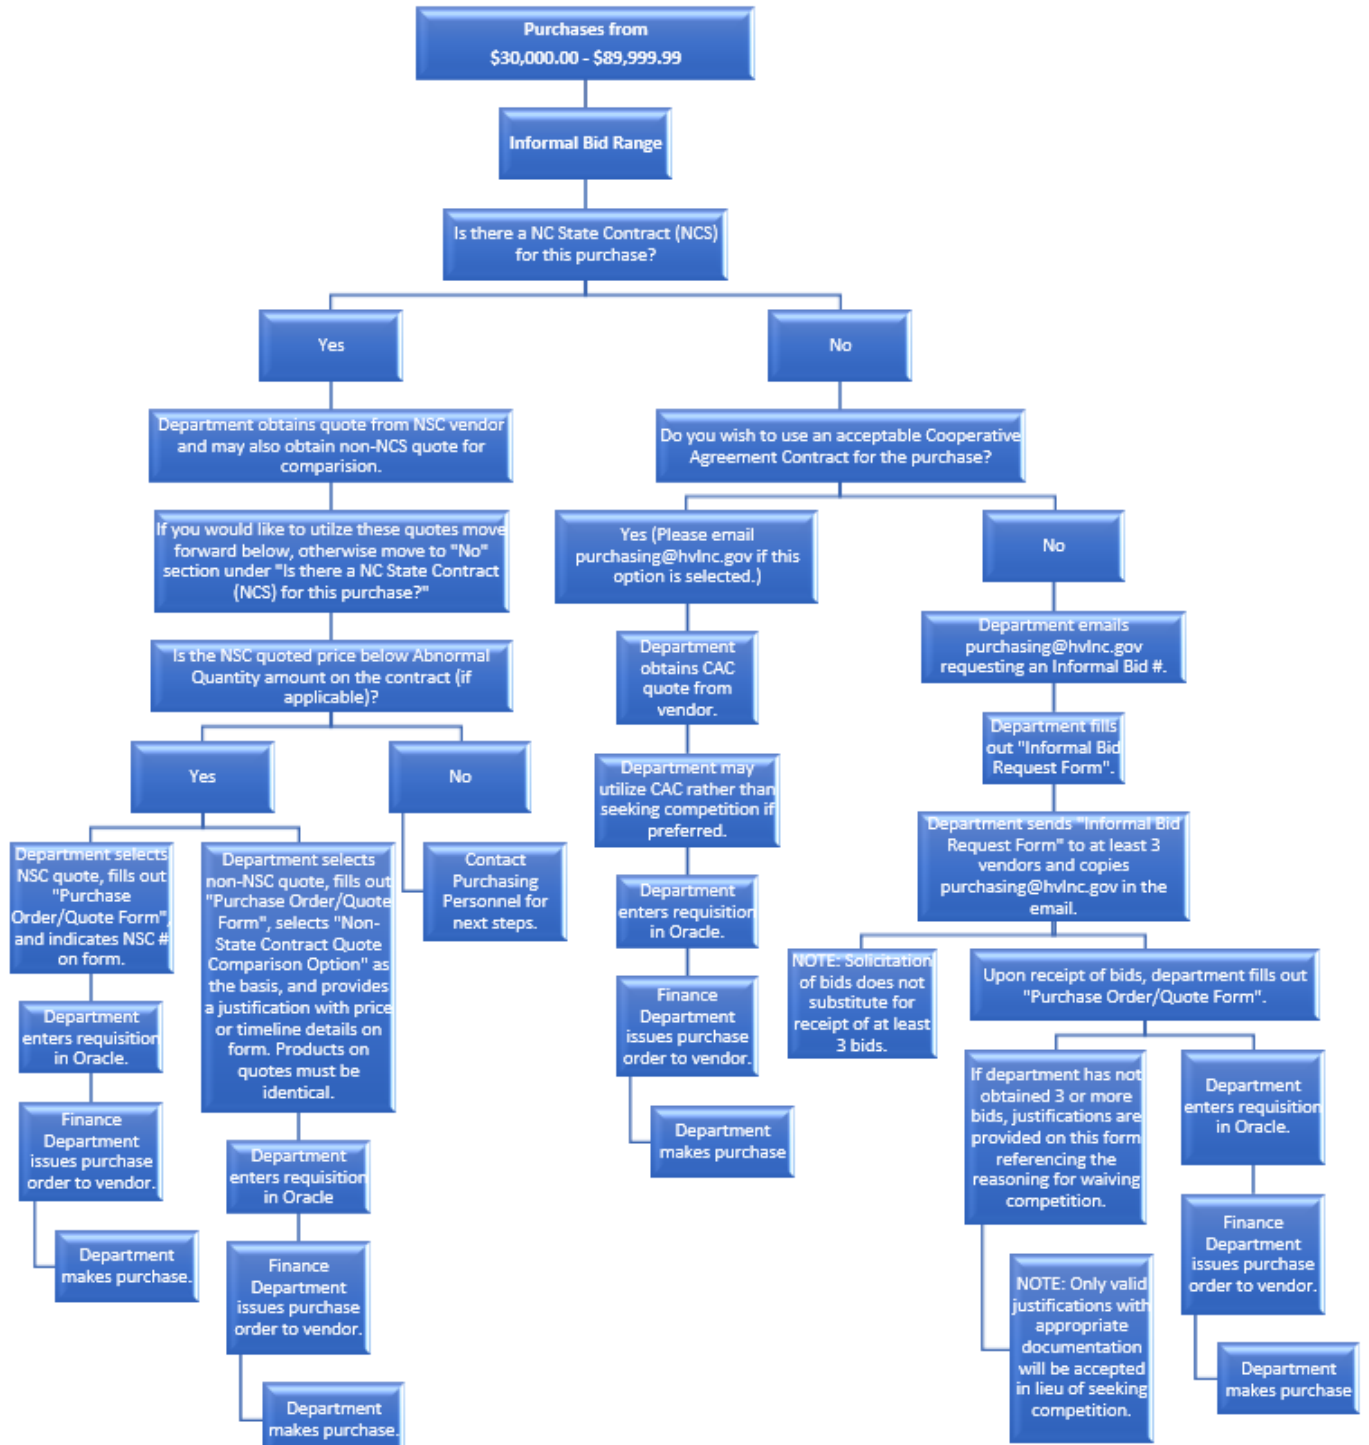 Purchases from
$30,000.00 - $89,999.99
Informal Bid Range
Is there a NC State Contract (NCS)
for this purchase?
Yes
No
Department obtains quote from NSC vendor
and may also obtain non-NCS quote for
comparision.
Do you wish to use an acceptable Cooperative
Agreement Contract for the purchase?
If you would like to utilze these quotes move
forward below, otherwise move to "No"
section under "Is there a NC State Contract
(NCS) for this purchase?"
Yes (Please email
purchasing@hvlnc.gov if this
option is selected.)
No
Is the NSC quoted price below Abnormal
Quantity amount on the contract (if
applicable)?
Department
obtains CAC
quote from
vendor.
Department emails
purchasing@hvlnc.gov
requesting an Informal Bid #.
Yes
No
Department fills
out "Informal Bid
Request Form".
Department may
utilize CAC rather than
seeking competition if
preferred.
Department sends "Informal Bid
Request Form" to at least 3
vendors and copies
purchasing@hvlnc.gov in the
email.
Department selects
NSC quote, fills out
"Purchase
Order/Quote Form",
and indicates NSC #
on form.
Department selects
non-NSC quote, fills out
"Purchase Order/Quote
Form", selects "Non-
State Contract Quote
Comparison Option" as
the basis, and provides
a justification with price
or timeline details on
form. Products on
quotes must be
identical.
Contact
Purchasing
Personnel for
next steps.
Department
enters requisition
in Oracle.
NOTE: Solicitation
of bids does not
substitute for
receipt of at least
3 bids.
Upon receipt of bids, department fills out
"Purchase Order/Quote Form".
Department
enters requisition
in Oracle.
Finance
Department
issues purchase
order to vendor.
If department has not
obtained 3 or more
bids, justifications are
provided on this form
referencing the
reasoning for waiving
competition.
Department
enters requisition
in Oracle.
Finance
Department
issues purchase
order to vendor.
Department
enters requisition
in Oracle
Department
makes purchase
Finance
Department
issues purchase
order to vendor.
Department
makes purchase.
Finance
Department
issues purchase
order to vendor.
NOTE: Only valid
justifications with
appropriate
documentation
will be accepted
in lieu of seeking
competition.
Department
makes purchase
Department
makes purchase.